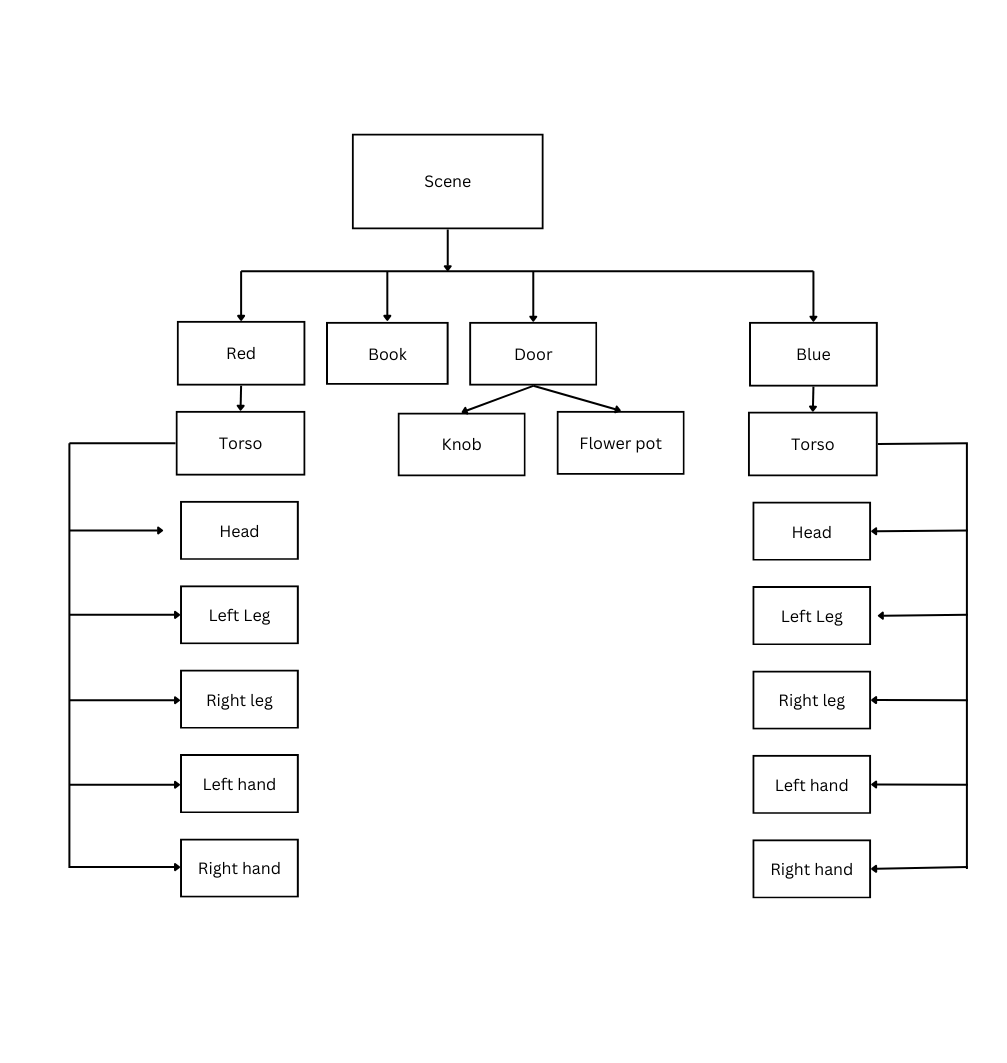 Scene
Red
Book
Door
Blue
Torso
Knob
Flower pot
Torso
Head
Head
Left Leg
Left Leg
Right leg
Right leg
Left hand
Left hand
Right hand
Right hand